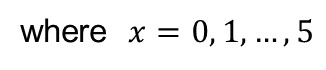 where x = 0, 1, ..., 5